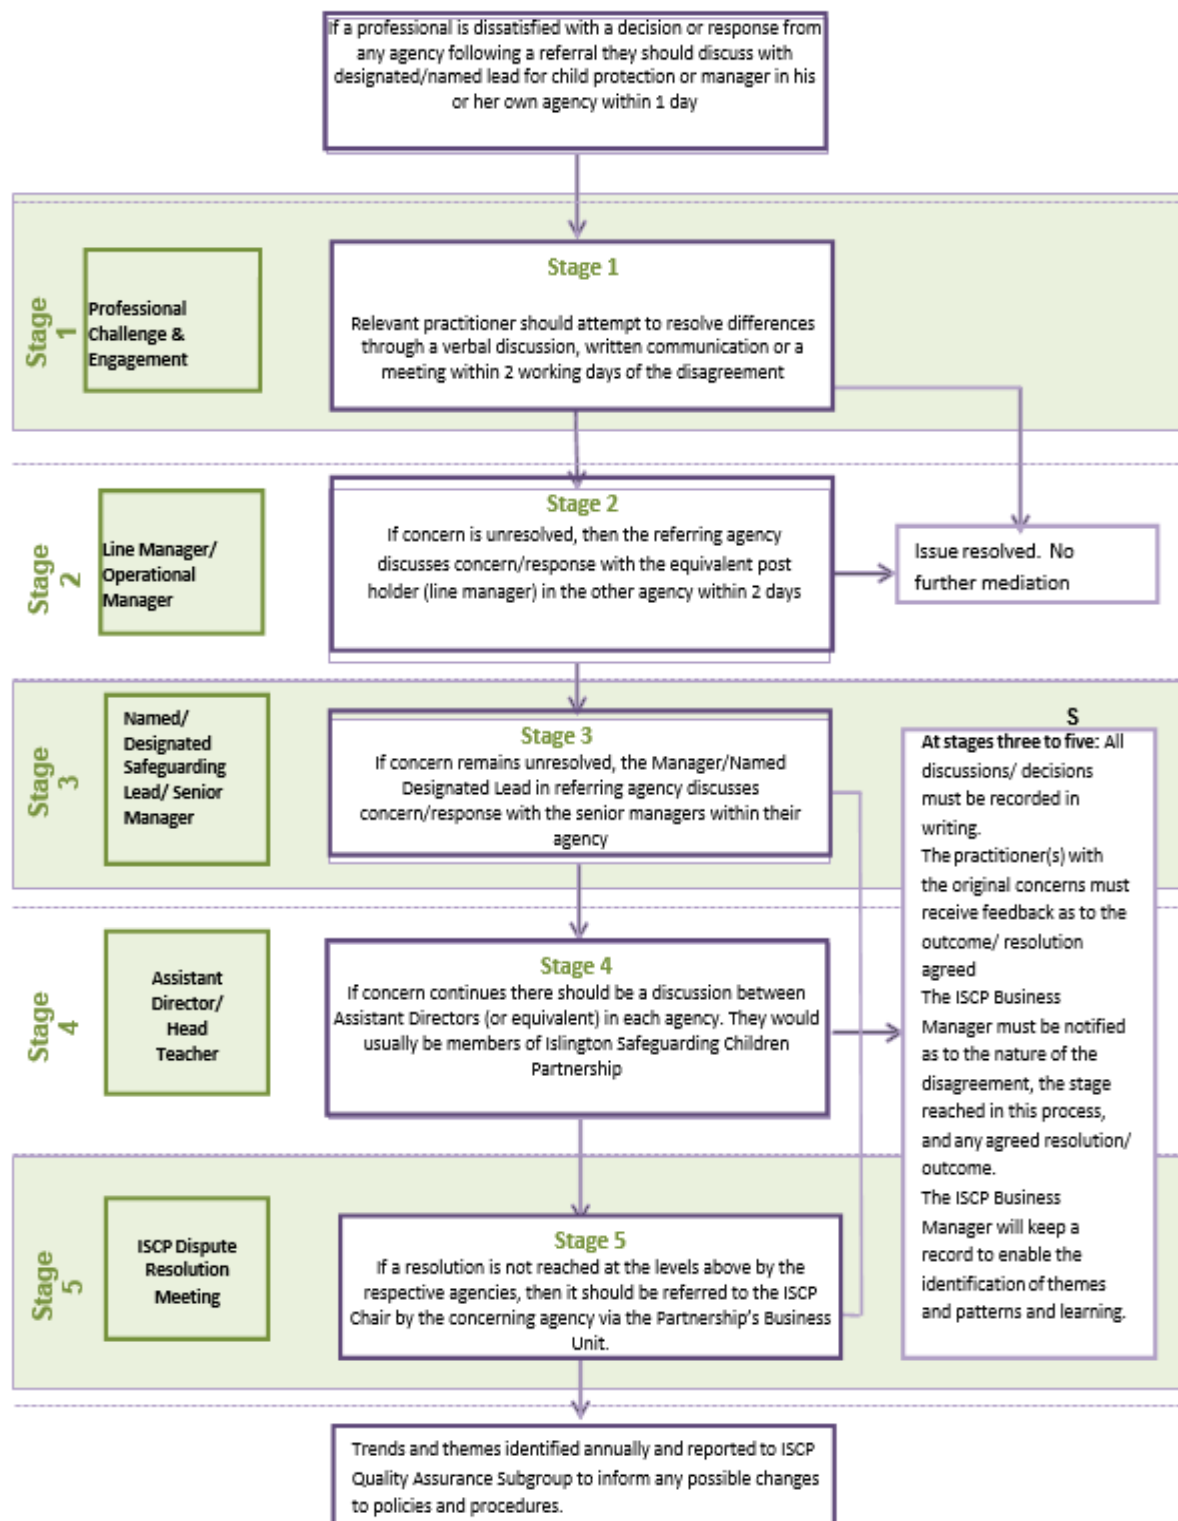 If a professional is dissatisfied with a decision or response from
any agency following a referral they should discuss with
designated/named lead for child protection or manager in his
or her own agency within 1 day
Stage
1
Professional
Challenge &
Engagement
Stage 1
Relevant practitioner should attempt to resolve differences
through a verbal discussion, written communication or a
meeting within 2 working days of the disagreement
Stage
2
Line Manager/
Operational
Manager
Stage 2
If concern is unresolved, then the referring agency
discusses concern/response with the equivalent post
holder (line manager) in the other agency within 2 days
Issue resolved. No
further mediation
Stage
3
Named/
Designated
Safeguarding
Lead/ Senior
Manager
Stage 3
If concern remains unresolved, the Manager/Named
Designated Lead in referring agency discusses
concern/response with the senior managers within their
agency
S
At stages three to five: All
discussions/ decisions
must be recorded in
writing.
The practitioner(s) with
the original concerns must
receive feedback as to the
outcome/ resolution
agreed
The ISCP Business
Manager must be notified
as to the nature of the
disagreement, the stage
reached in this process,
and any agreed resolution/
outcome.
The ISCP Business
Manager will keep a
record to enable the
identification of themes
and patterns and learning.
Stage
4
Assistant
Director/
Head
Teacher
Stage 4
If concern continues there should be a discussion between
Assistant Directors (or equivalent) in each agency. They would
usually be members of Islington Safeguarding Children
Partnership
Stage
5
ISCP Dispute
Resolution
Meeting
Stage 5
If a resolution is not reached at the levels above by the
respective agencies, then it should be referred to the ISCP
Chair by the concerning agency via the Partnership's Business
Unit.
Trends and themes identified annually and reported to ISCP
Quality Assurance Subgroup to inform any possible changes
to policies and procedures.